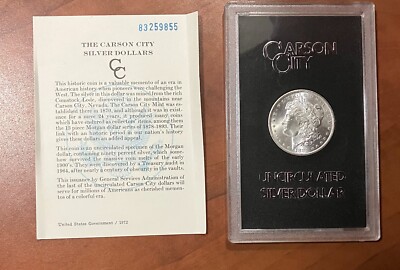 83259855
THE CARSON CITY
SILVER DOLLARS
CC
This historic coin is a valuable memento of an era in
American history when pioneers were challenging the
West. The silver in this dollar was mined from the rich
Comstock Lode, discovered in the mountains near
Carson City, Nevada. The Carson City Mint was es-
tablished there in 1870, and although it was in exist-
ence for a mere 24 years, it produced many coins
which have endured as collectors' items, among them
the 13 piece Morgan dollar series of 1878-1893. Their
link with an historic period in our nation's history
gives these dollars an added appeal.
This coin is an uncirculated specimen of the Morgan
dollar, containing ninety percent silver, which some-
how survived the massive coin melts of the early
1900's. They were discovered by a Treasury audit in
1964, after nearly a century of obscurity in the vaults.
This issuance by General Services Administration of
the last of the uncirculated Carson City dollars will
serve for millions of Americans as cherished mementos
of a colorful era.
United States Government / 1972
CARSON
CITY
UNCIRCULATED
SILVER DOLLAR